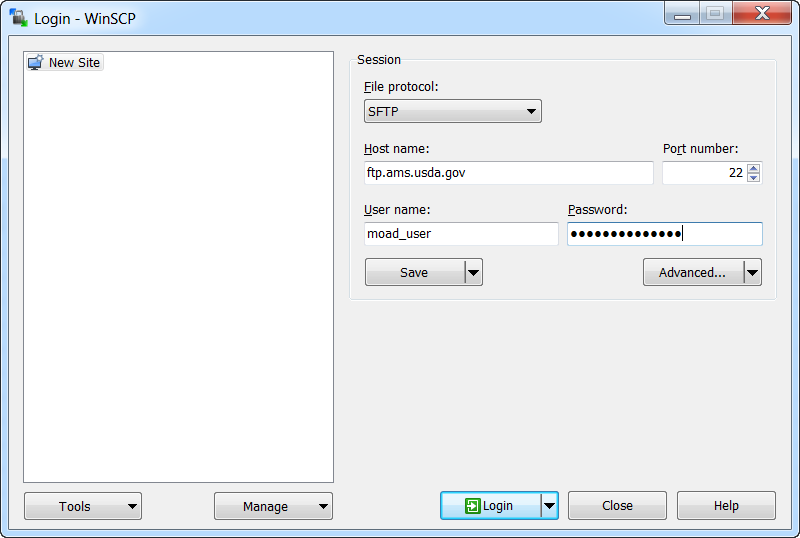 Login - WinSCP
New Site
Session
File protocol:
SFTP
Host name:
Port number:
ftp.ams.usda.gov
22
User name:
Password:
moad_user
●●●●●●●●●●●●●●
Save
Advanced...
Tools
Manage
Login
Close
Help